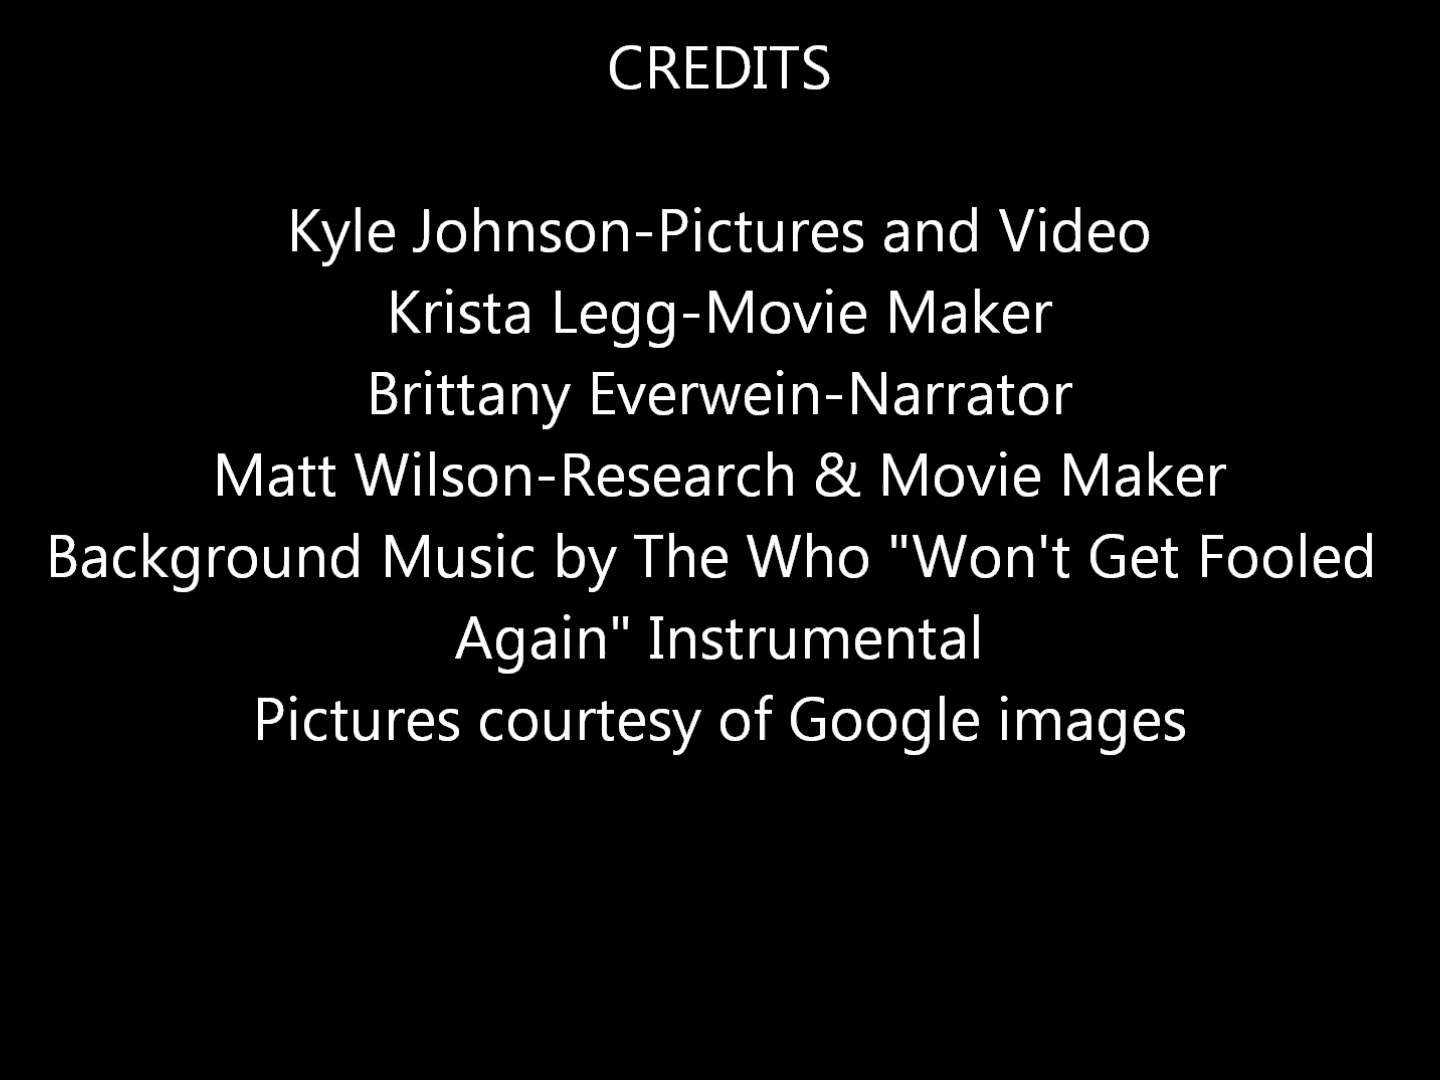 CREDITS
Kyle Johnson-Pictures and Video
Krista Legg-Movie Maker
Brittany Everwein-Narrator
Matt Wilson-Research & Movie Maker
Background Music by The Who "Won't Get Fooled
Again" Instrumental
Pictures courtesy of Google images